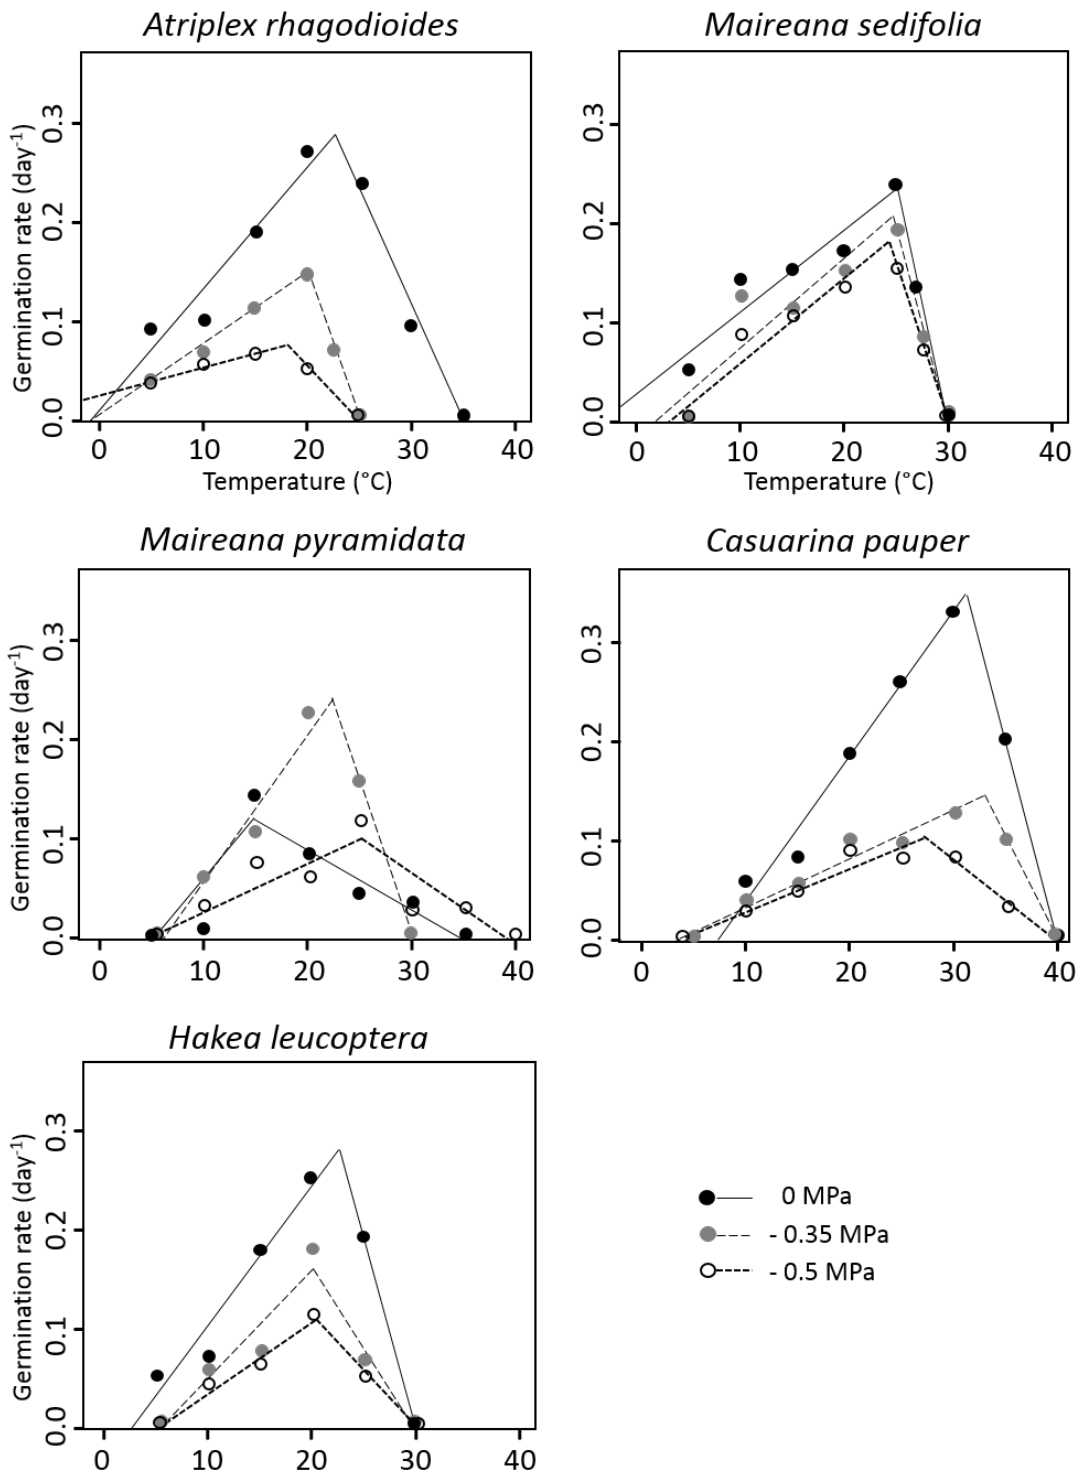 Atriplex rhagodioides
Maireana sedifolia
Germination rate (day⁻¹)
0.3
0.2
0.1
0.0
0 10 20 30 40
Temperature (°C)
0.3
0.2
0.1
0.0
0 10 20 30 40
Temperature (°C)
Maireana pyramidata
Casuarina pauper
Germination rate (day⁻¹)
0.3
0.2
0.1
0.0
0 10 20 30 40
0.3
0.2
0.1
0.0
0 10 20 30 40
Hakea leucoptera
Germination rate (day⁻¹)
0.3
0.2
0.1
0.0
0 10 20 30 40
0 MPa
- 0.35 MPa
- 0.5 MPa